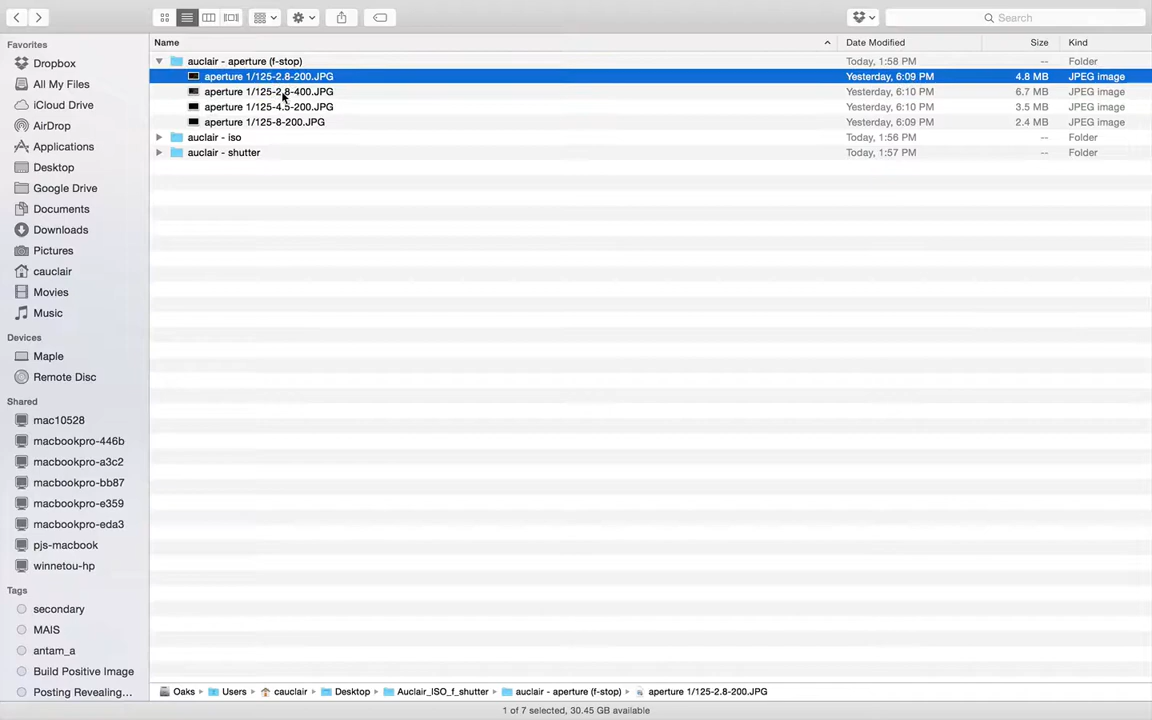 Search
Favorites
Dropbox
All My Files
iCloud Drive
AirDrop
Applications
Desktop
Google Drive
Documents
Downloads
Pictures
cauclair
Movies
Music
Devices
Maple
Remote Disc
Shared
mac10528
macbookpro-446b
macbookpro-a3c2
macbookpro-bb87
macbookpro-e359
macbookpro-eda3
pjs-macbook
winnetou-hp
Tags
secondary
MAIS
antam_a
Build Positive Image
Posting Revealing...
Name Date Modified Size Kind
auclair - aperture (f-stop) Today, 1:58 PM -- Folder
aperture 1/125-2.8-200.JPG Yesterday, 6:09 PM 4.8 MB JPEG image
aperture 1/125-2.8-400.JPG Yesterday, 6:10 PM 6.7 MB JPEG image
aperture 1/125-4.5-200.JPG Yesterday, 6:10 PM 3.5 MB JPEG image
aperture 1/125-8-200.JPG Yesterday, 6:09 PM 2.4 MB JPEG image
auclair - iso Today, 1:56 PM -- Folder
auclair - shutter Today, 1:57 PM -- Folder
Oaks Users cauclair Desktop Auclair_ISO_f_shutter auclair - aperture (f-stop) aperture 1/125-2.8-200.JPG
1 of 7 selected, 30.45 GB available